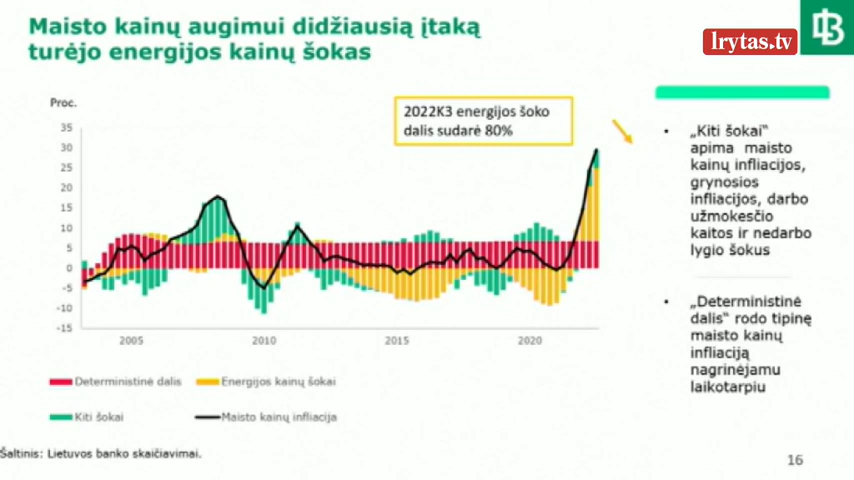 Maisto kainų augimui didžiausią įtaką
turėjo energijos kainų šokas
lrytas.tv
Proc.
2022K3 energijos šoko
dalis sudarė 80%
35
30
25
20
15
10
5
0
-5
-10
-15
2005 2010 2015 2020
Deterministinė dalis Energijos kainų šokai
Kiti šokai Maisto kainų infliacija
• „Kiti šokai“
apima maisto
kainų infliacijos,
grynosios
infliacijos, darbo
užmokesčio
kaitos ir nedarbo
lygio šokus
• „Deterministinė
dalis“ rodo tipinę
maisto kainų
infliaciją
nagrinėjamu
laikotarpiu
Šaltinis: Lietuvos banko skaičiavimai.
16